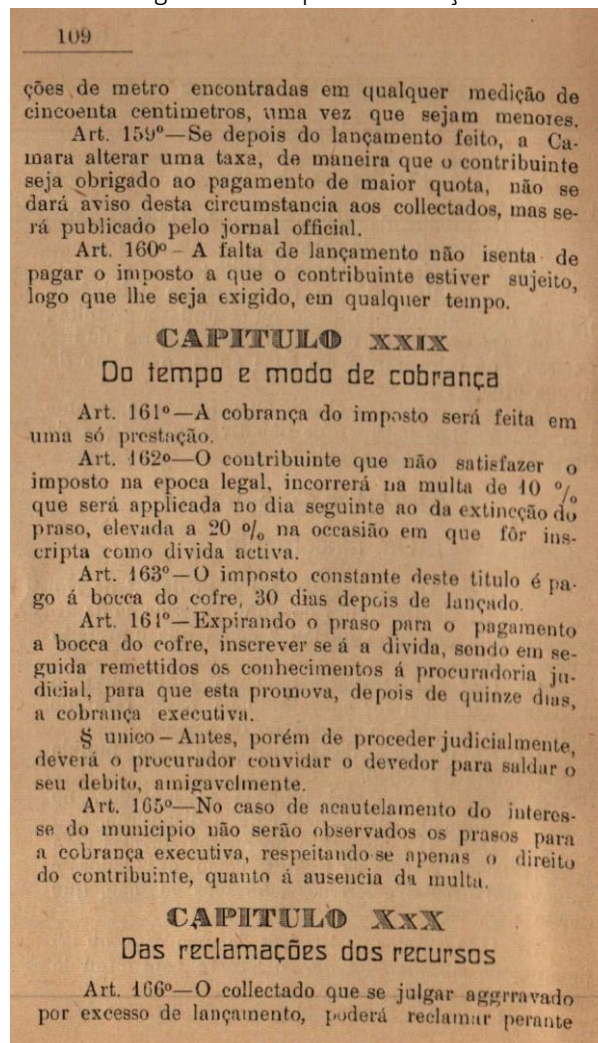 109
ções de metro encontradas em qualquer medição de
cincoenta centimetros, uma vez que sejam menores.
Art. 159º—Se depois do lançamento feito, a Ca-
mara alterar uma taxa, de maneira que o contribuinte
seja obrigado ao pagamento de maior quota, não se
dará aviso desta circumstancia aos collectados, mas se-
rá publicado pelo jornal official.
Art. 160º – A falta de lançamento não isenta de
pagar o imposto a que o contribuinte estiver sujeito,
logo que lhe seja exigido, em qualquer tempo.
CAPITULO XXIX
Do tempo e modo de cobrança
Art. 161º—A cobrança do imposto será feita em
uma só prestação.
Art. 162º—O contribuinte que não satisfazer o
imposto na epoca legal, incorrerá na multa de 10 %
que será applicada no dia seguinte ao da extincção do
praso, elevada a 20 % na occasião em que fôr ins-
cripta como divida activa.
Art. 163º—O imposto constante deste titulo é pa-
go á bocca do cofre, 30 dias depois de lançado.
Art. 161º—Expirando o praso para o pagamento
a bocca do cofre, inscrever se á a divida, sendo em se-
guida remettidos os conhecimentos á procuradoria ju-
dicial, para que esta promova, depois de quinze dias,
a cobrança executiva.
§ unico – Antes, porém de proceder judicialmente,
deverá o procurador convidar o devedor para saldar o
seu debito, amigavelmente.
Art. 165º—No caso de acautelamento do interes-
se do municipio não serão observados os prasos para
a cobrança executiva, respeitando-se apenas o direito
do contribuinte, quanto á ausencia da multa.
CAPITULO XxX
Das reclamações dos recursos
Art. 166º—O collectado que se julgar aggrravado
por excesso de lançamento, poderá reclamar perante